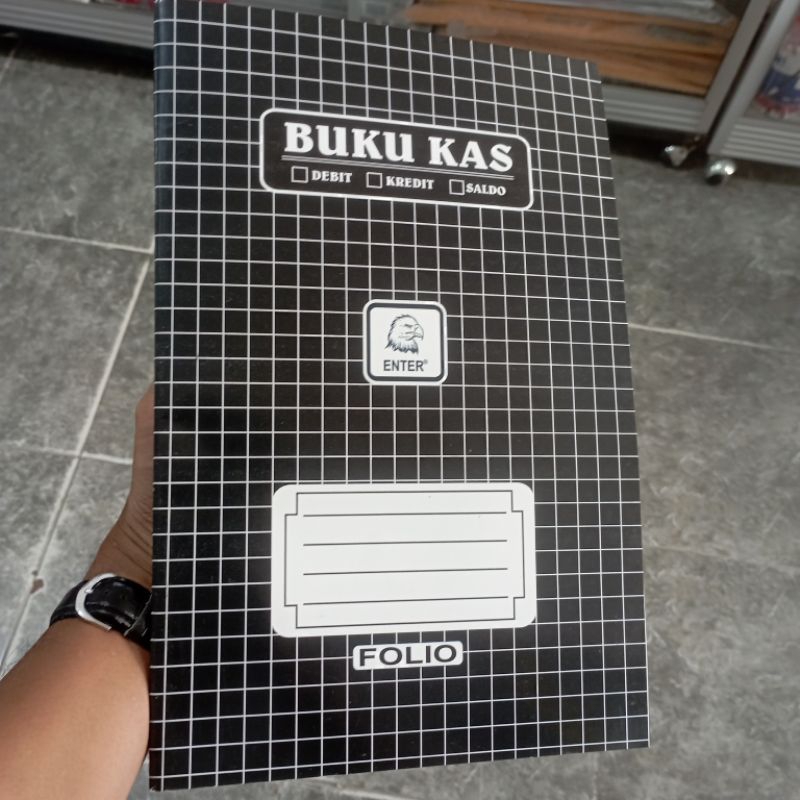 BUKU KAS
DEBIT KREDIT SALDO
ENTER®
FOLIO